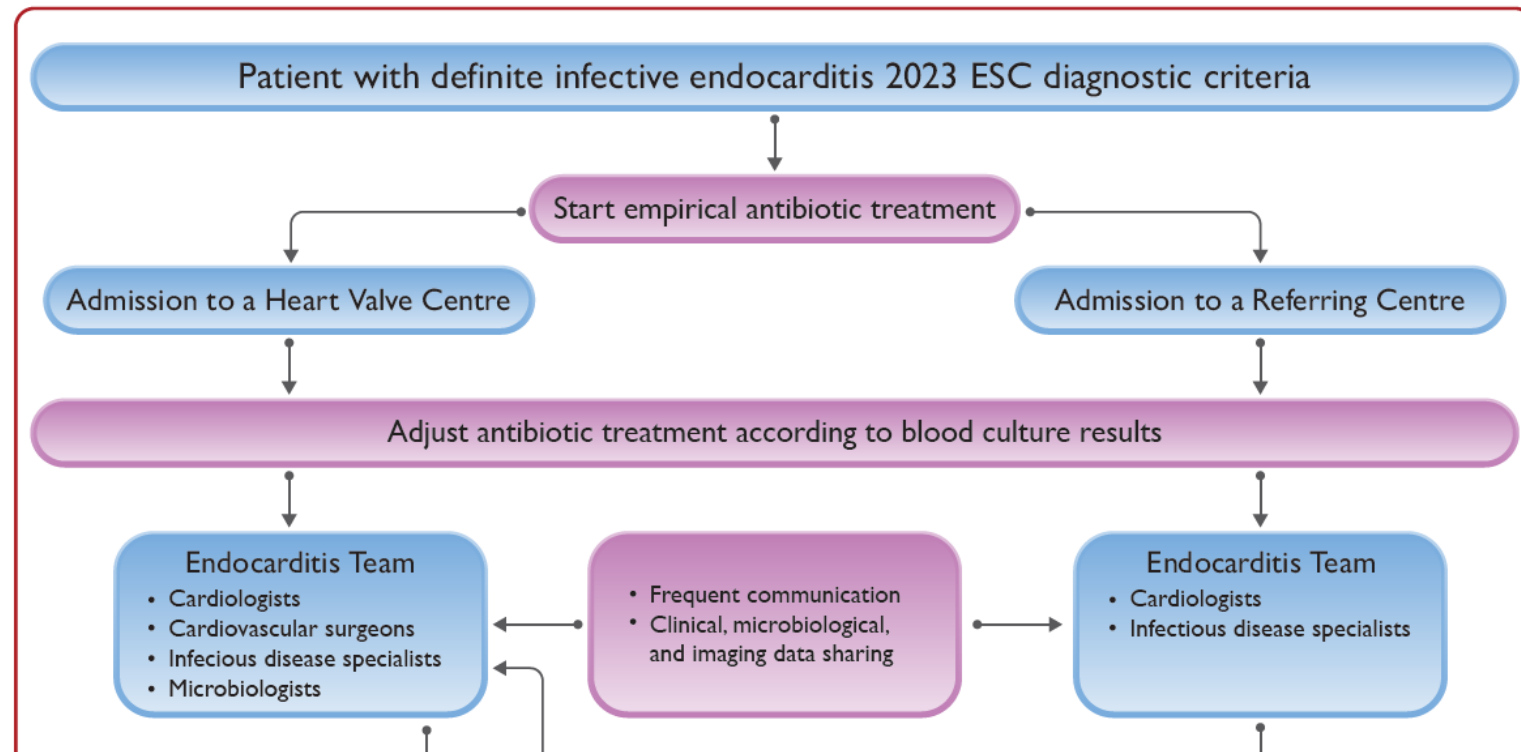 Patient with definite infective endocarditis 2023 ESC diagnostic criteria
Start empirical antibiotic treatment
Admission to a Heart Valve Centre
Admission to a Referring Centre
Adjust antibiotic treatment according to blood culture results
Endocarditis Team
• Cardiologists
• Cardiovascular surgeons
• Infecious disease specialists
• Microbiologists
• Frequent communication
• Clinical, microbiological,
and imaging data sharing
Endocarditis Team
• Cardiologists
• Infectious disease specialists